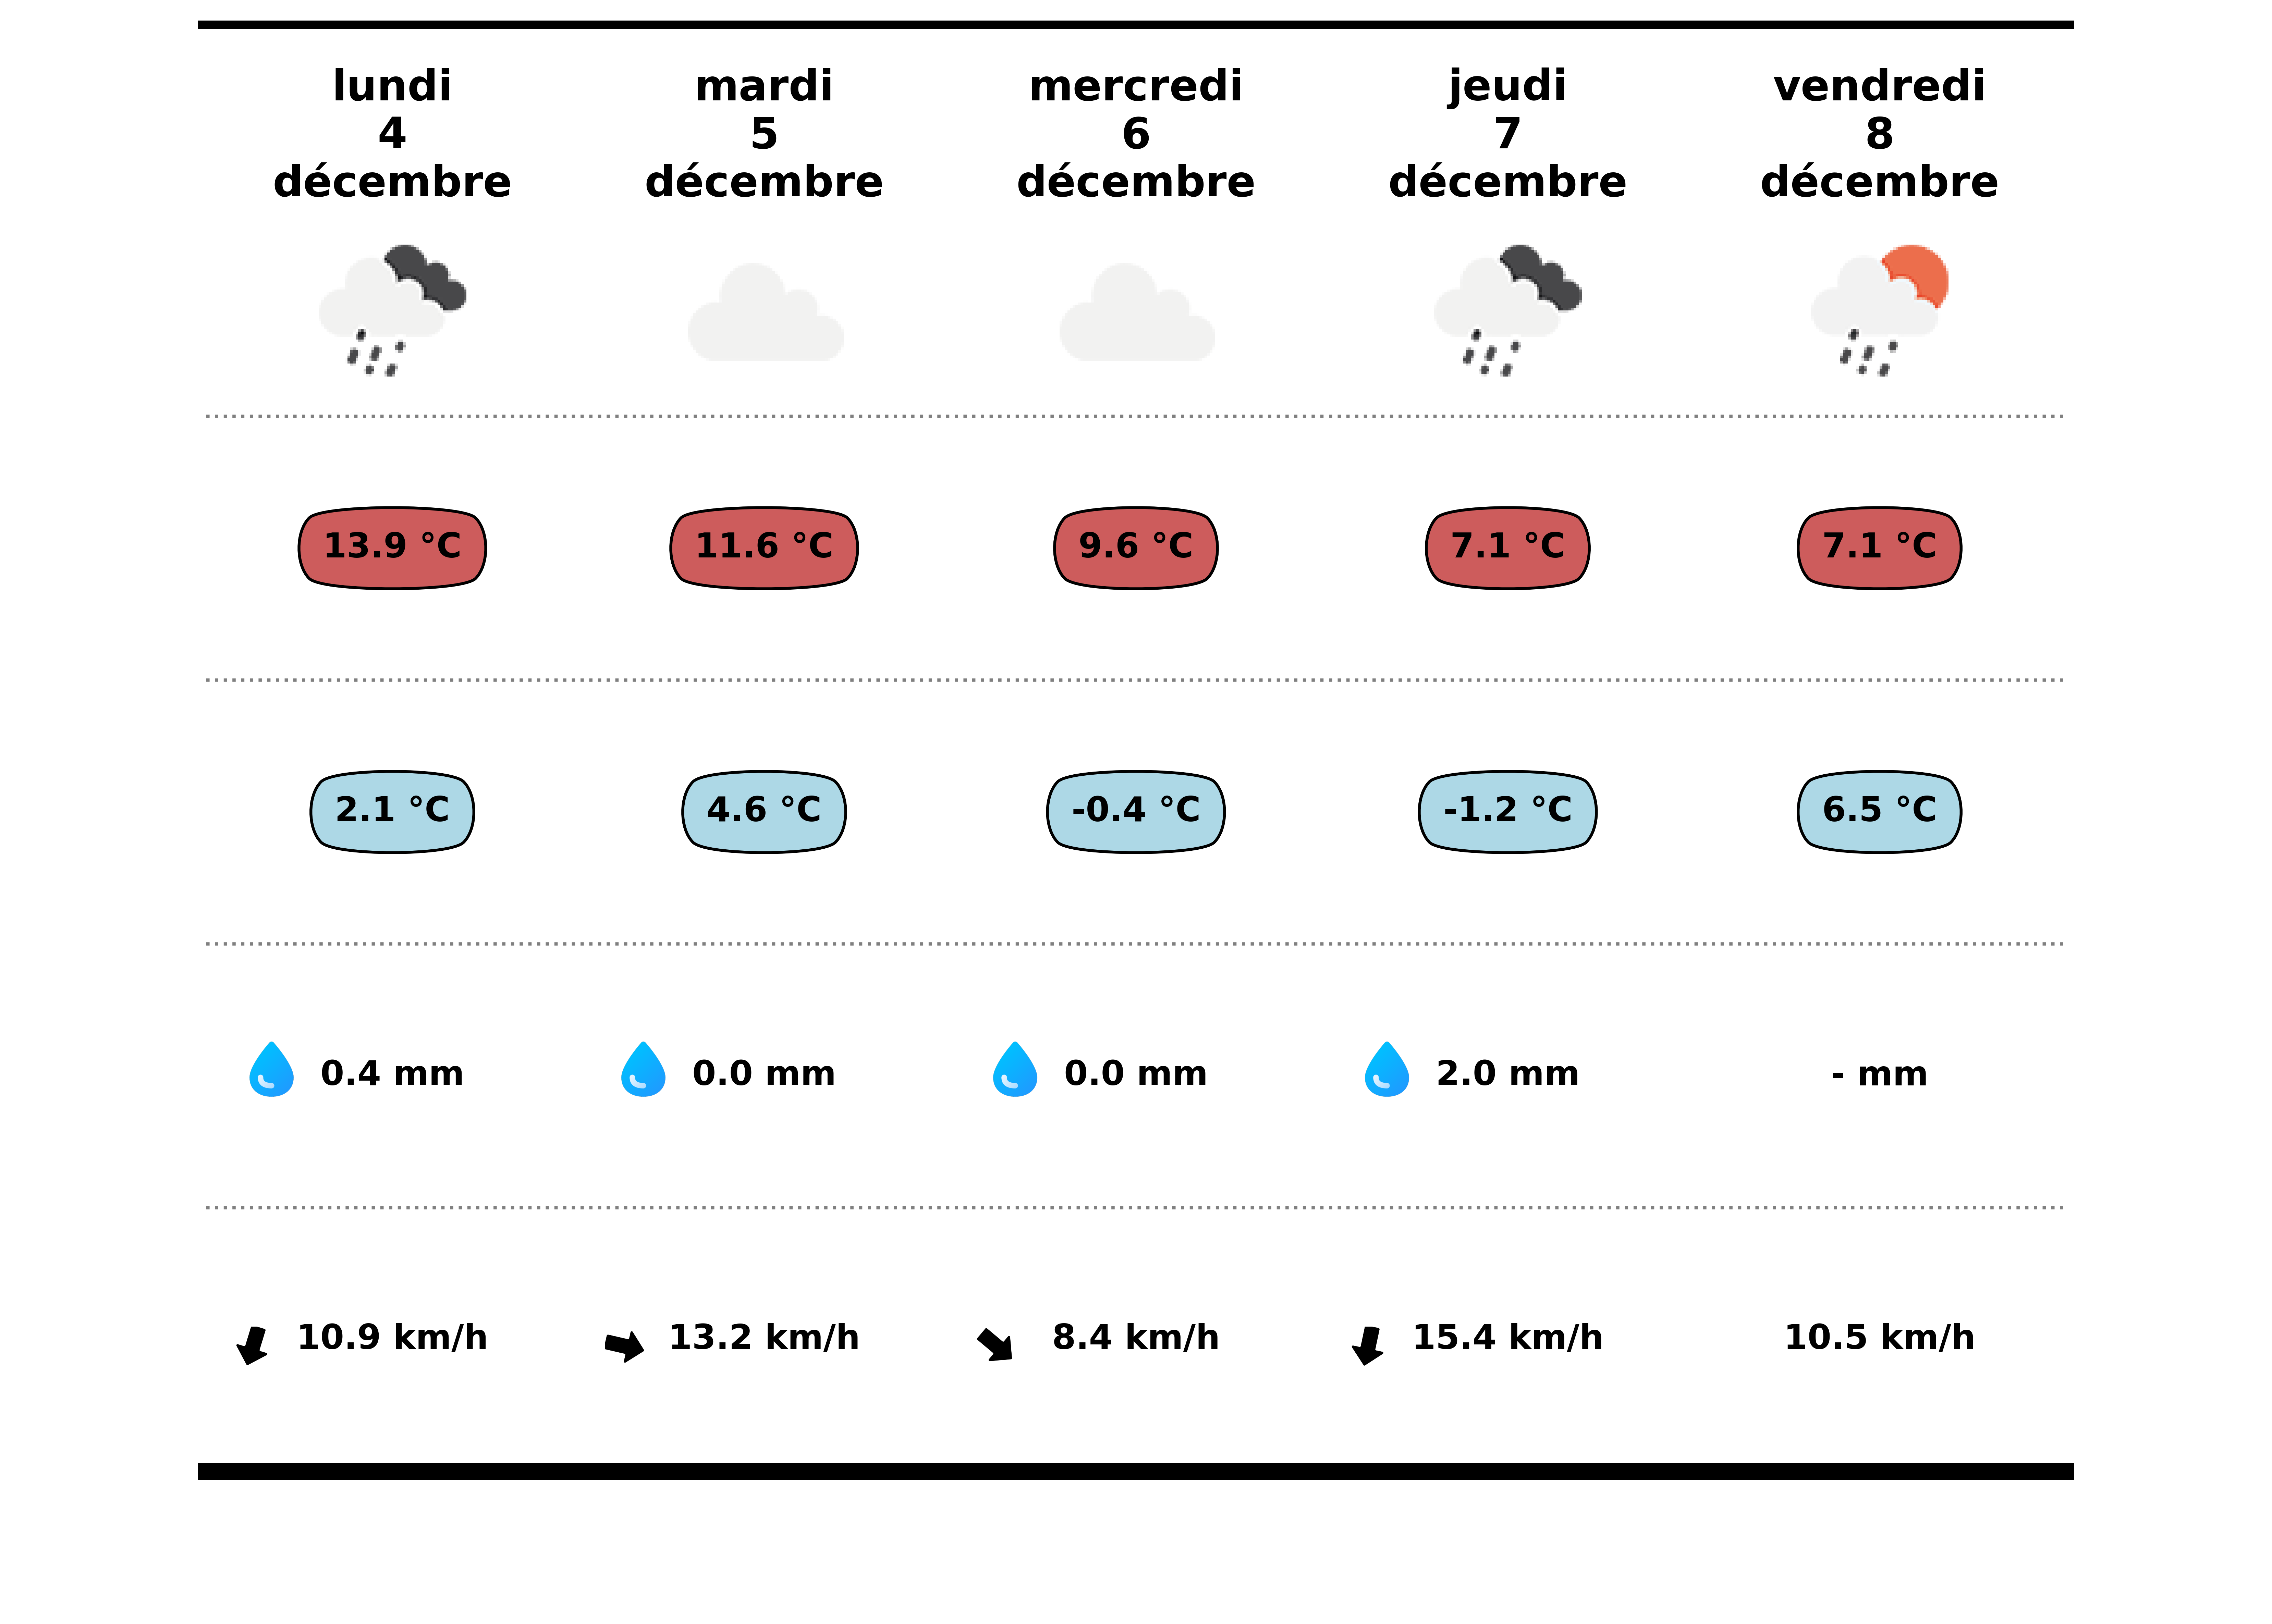 lundi
4
décembre
mardi
5
décembre
mercredi
6
décembre
jeudi
7
décembre
vendredi
8
décembre
13.9 °C
11.6 °C
9.6 °C
7.1 °C
7.1 °C
2.1 °C
4.6 °C
-0.4 °C
-1.2 °C
6.5 °C
0.4 mm
0.0 mm
0.0 mm
2.0 mm
- mm
10.9 km/h
13.2 km/h
8.4 km/h
15.4 km/h
10.5 km/h